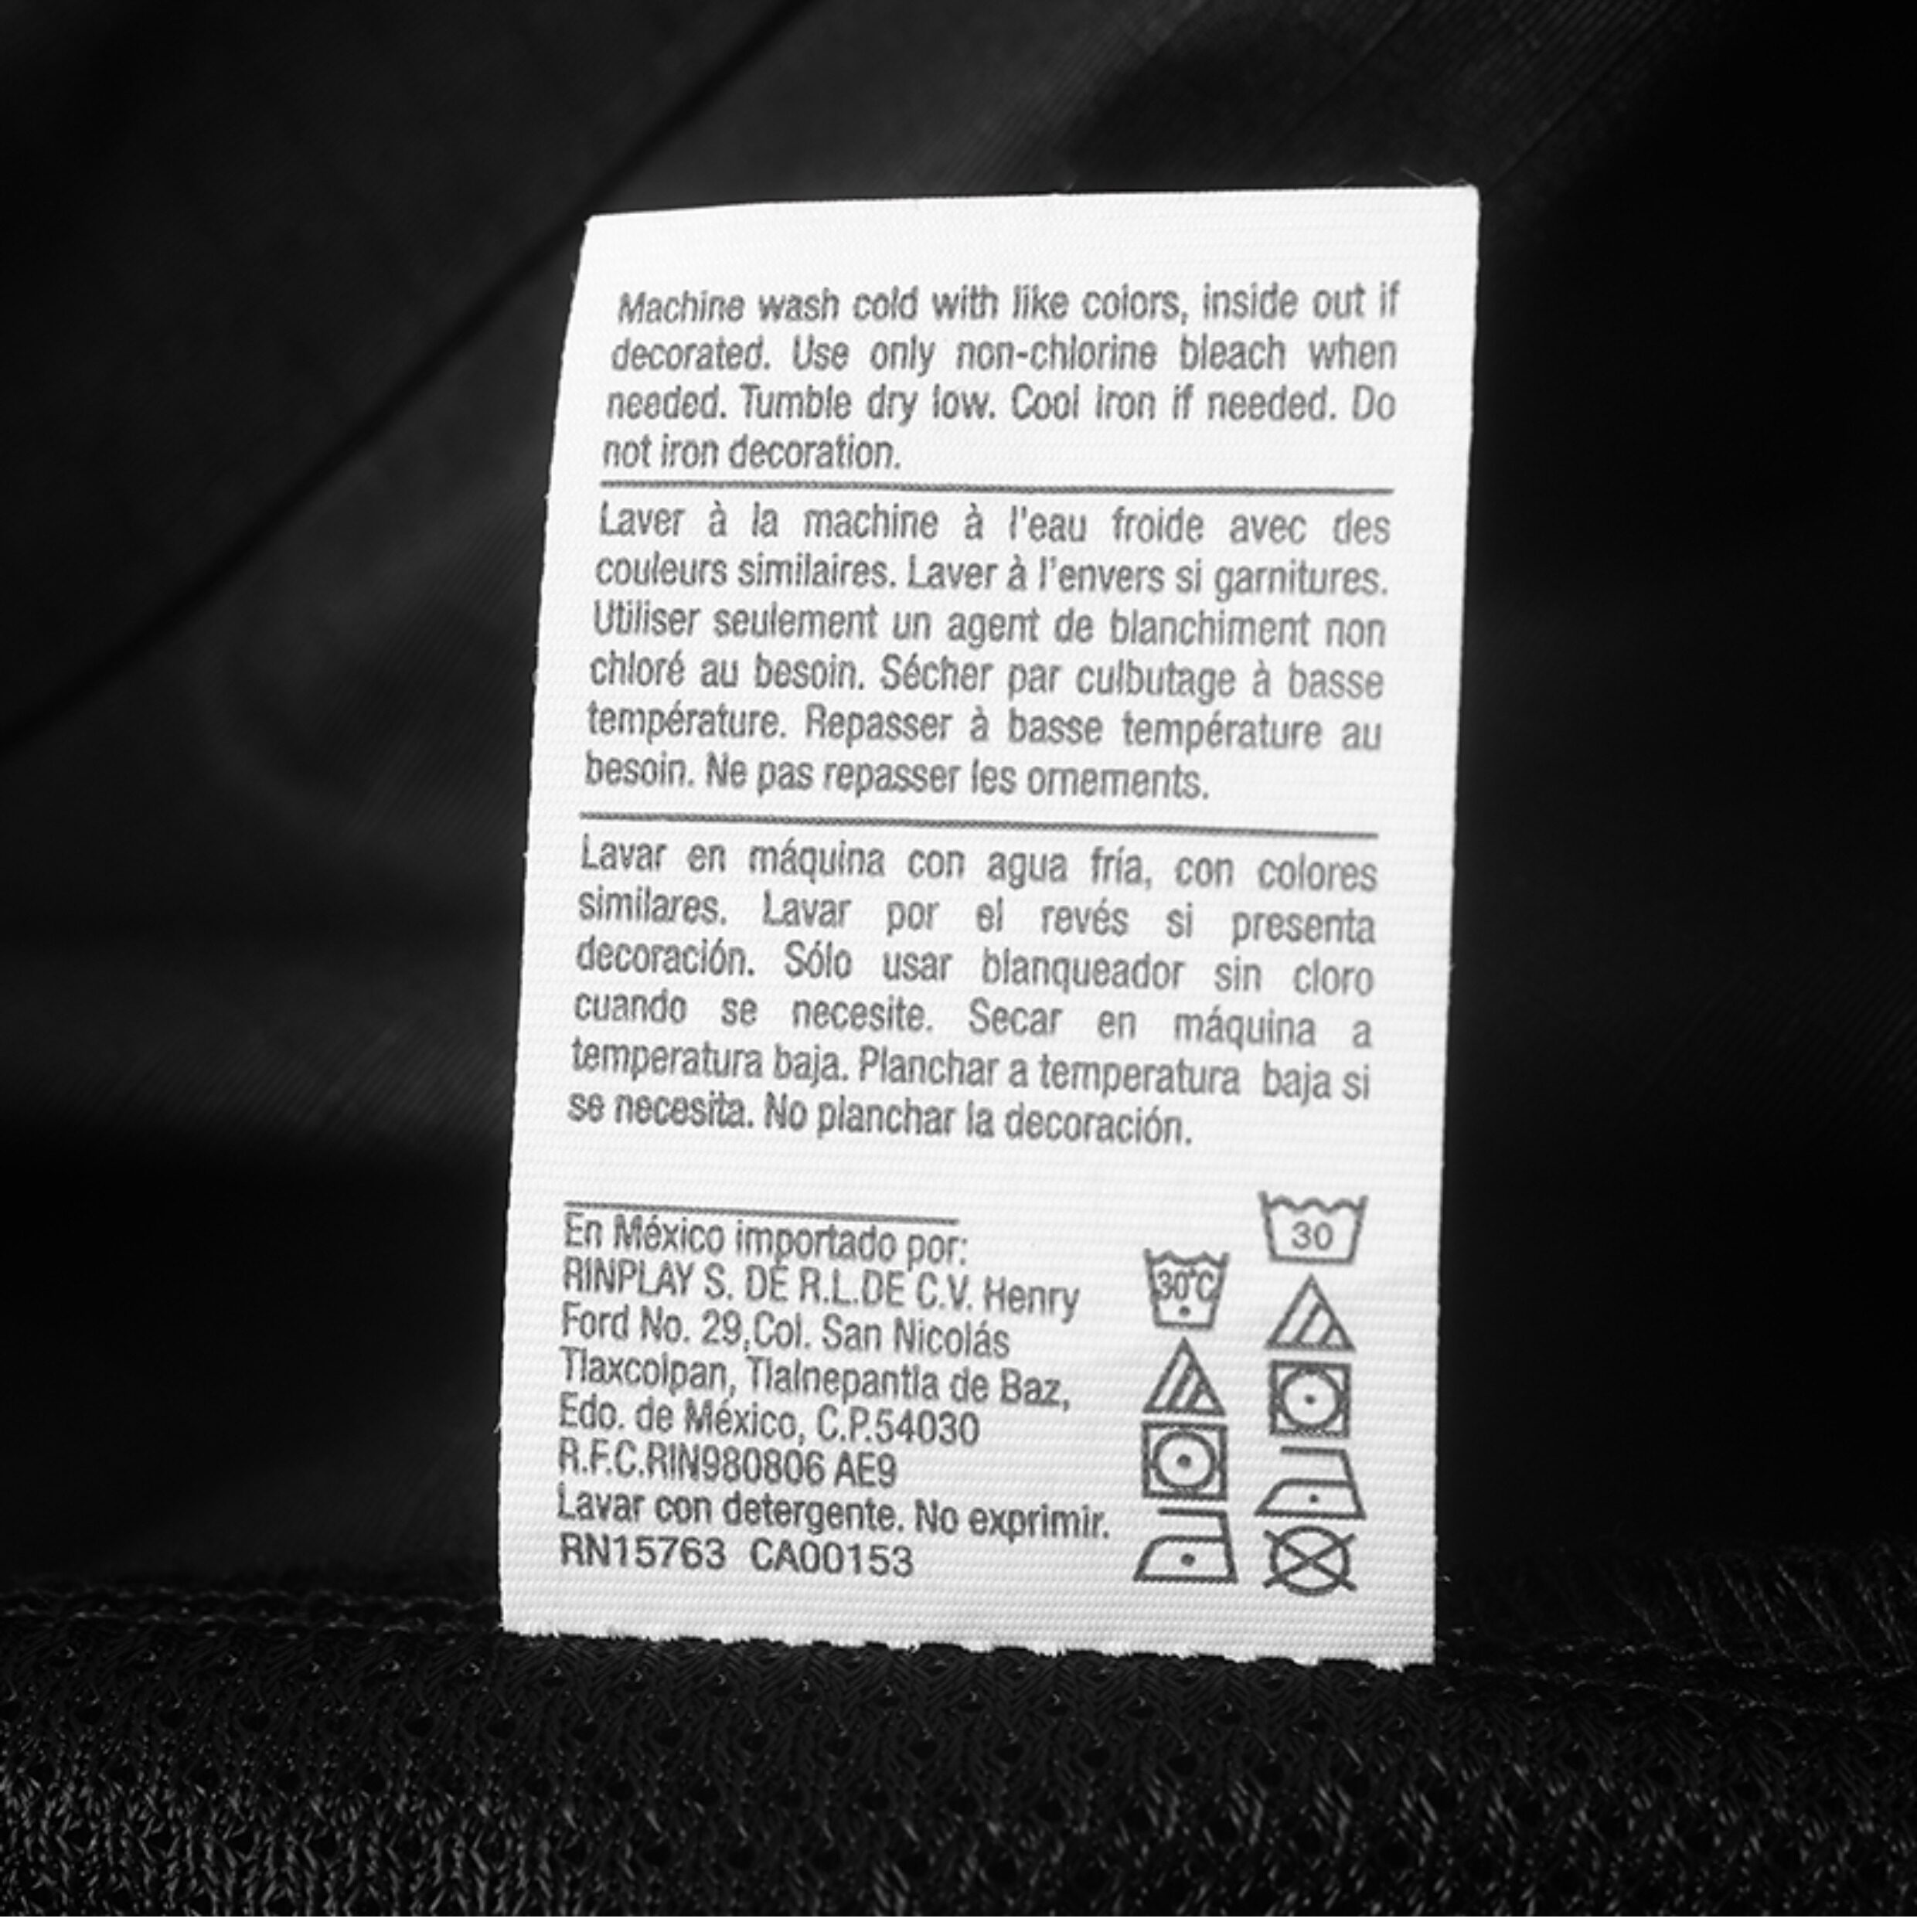 Machine wash cold with like colors, inside out if
decorated. Use only non-chlorine bleach when
needed. Tumble dry low. Cool iron if needed. Do
not iron decoration.
Laver à la machine à l'eau froide avec des
couleurs similaires. Laver à l'envers si garnitures.
Utiliser seulement un agent de blanchiment non
chloré au besoin. Sécher par culbutage à basse
température. Repasser à basse température au
besoin. Ne pas repasser les ornements.
Lavar en máquina con agua fría, con colores
similares. Lavar por el revés si presenta
decoración. Sólo usar blanqueador sin cloro
cuando se necesite. Secar en máquina a
temperatura baja. Planchar a temperatura baja si
se necesita. No planchar la decoración.
En México importado por:
RINPLAY S. DE R.L.DE C.V. Henry
Ford No. 29,Col. San Nicolás
Tlaxcolpan, Tlalnepantla de Baz,
Edo. de México, C.P.54030
R.F.C.RIN980806 AE9
Lavar con detergente. No exprimir.
RN15763 CA00153
30°C
30